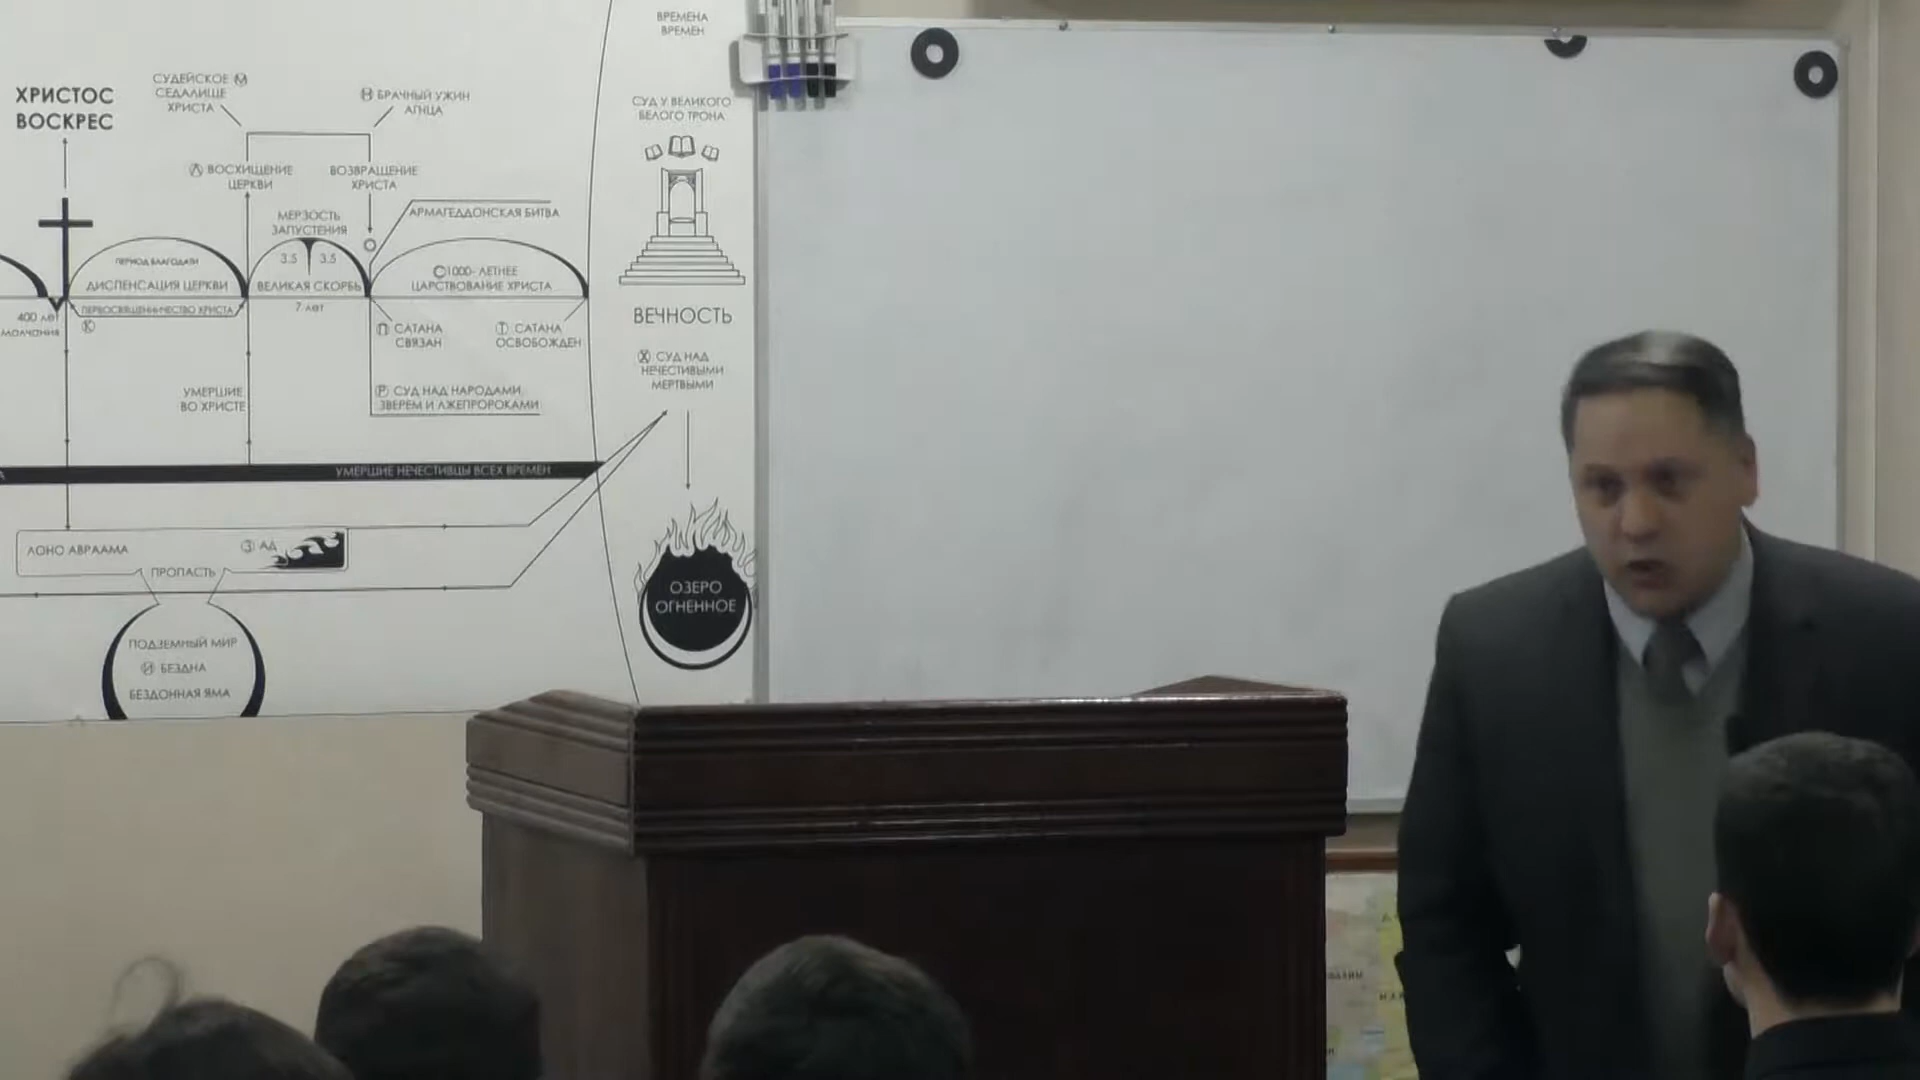 ВРЕМЕНА
ВРЕМЕН
ХРИСТОС
ВОСКРЕС
СУДЕЙСКОЕ М
СЕДАЛИЩЕ
ХРИСТА
Н БРАЧНЫЙ УЖИН
АГНЦА
СУД У ВЕЛИКОГО
БЕЛОГО ТРОНА
Л ВОСХИЩЕНИЕ
ЦЕРКВИ
ВОЗВРАЩЕНИЕ
ХРИСТА
МЕРЗОСТЬ
ЗАПУСТЕНИЯ
3.5 3.5
АРМАГЕДДОНСКАЯ БИТВА
О
ПЕРИОД БЛАГОДАТИ
ДИСПЕНСАЦИЯ ЦЕРКВИ
ПЕРВОСВЯЩЕННИЧЕСТВО ХРИСТА
К
400 лет
молчания
ВЕЛИКАЯ СКОРБЬ
7 лет
С 1000- ЛЕТНЕЕ
ЦАРСТВОВАНИЕ ХРИСТА
П САТАНА
СВЯЗАН
Т САТАНА
ОСВОБОЖДЕН
ВЕЧНОСТЬ
Х СУД НАД
НЕЧЕСТИВЫМИ
МЕРТВЫМИ
УМЕРШИЕ
ВО ХРИСТЕ
Р СУД НАД НАРОДАМИ,
ЗВЕРЕМ И ЛЖЕПРОРОКАМИ
УМЕРШИЕ НЕЧЕСТИВЦЫ ВСЕХ ВРЕМЕН
ЛОНО АВРААМА
З АД
ПРОПАСТЬ
ОЗЕРО
ОГНЕННОЕ
ПОДЗЕМНЫЙ МИР
И БЕЗДНА
БЕЗДОННАЯ ЯМА